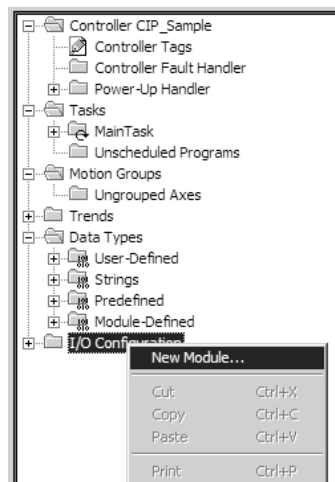 Controller CIP_Sample
Controller Tags
Controller Fault Handler
Power-Up Handler
Tasks
MainTask
Unscheduled Programs
Motion Groups
Ungrouped Axes
Trends
Data Types
User-Defined
Strings
Predefined
Module-Defined
I/O Configuration
New Module...
Cut Ctrl+X
Copy Ctrl+C
Paste Ctrl+V
Print Ctrl+P